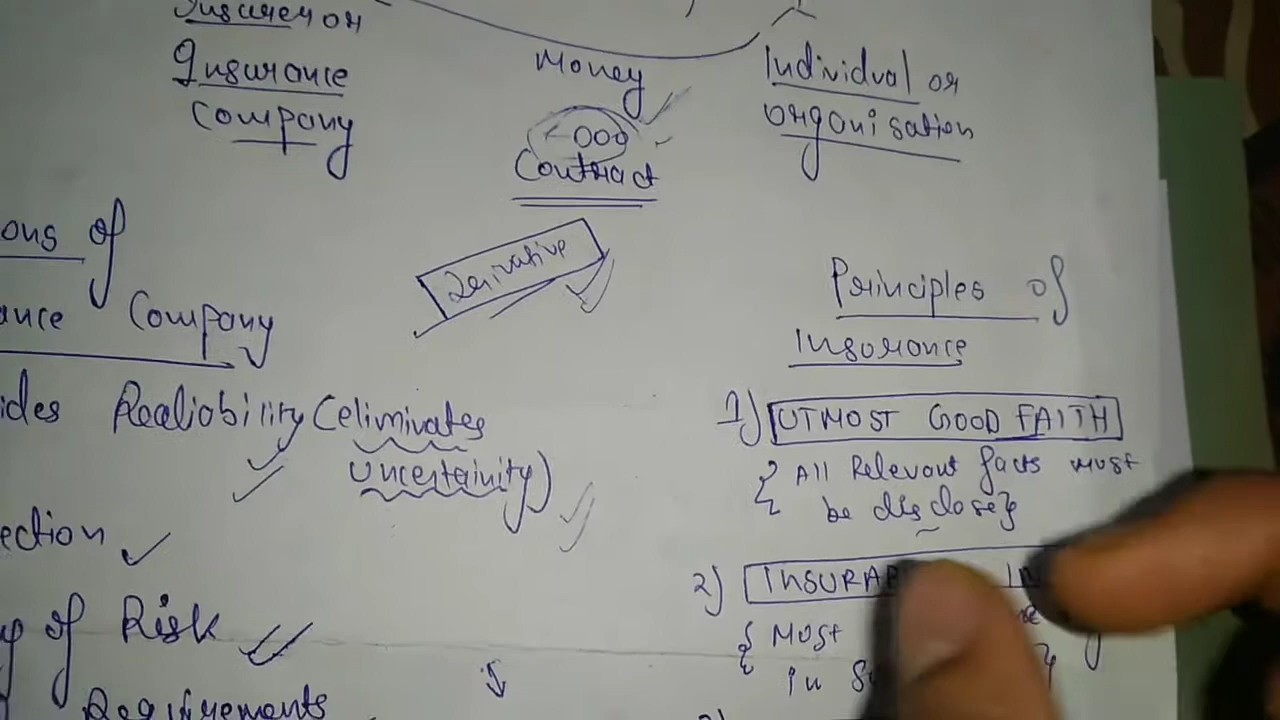 Insurer or
Insurance
Company
Money
000
Contract
Individual or
organisation
Derivative
ons of
ance Company
ides Realiability (eliminates
uncertainity)
ection
of Risk
Requirements
Principles of
Insurance
1) UTMOST GOOD FAITH
{ All Relevant facts must
be disclose}
2) INSURA
{ Most
in